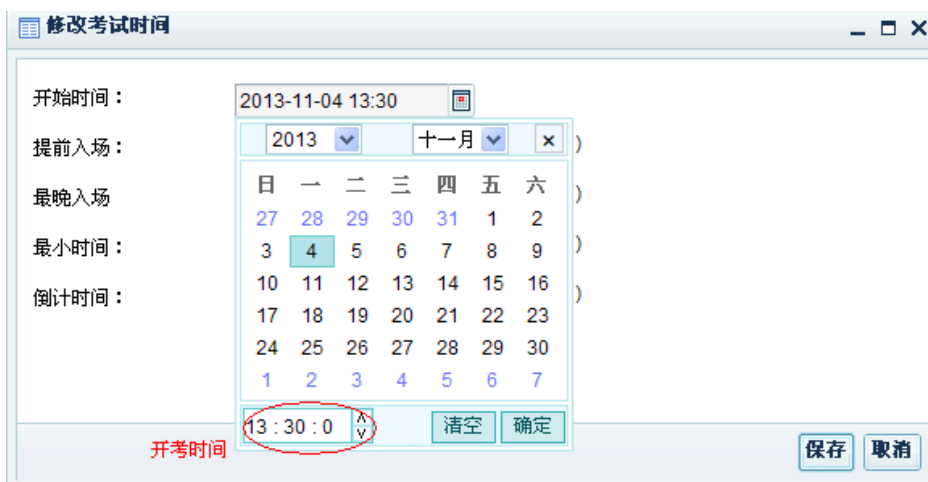 修改考试时间
开始时间：
2013-11-04 13:30
2013 十一月 ×
提前入场： )
日 一 二 三 四 五 六
最晚入场 )
27 28 29 30 31 1 2
最小时间： )
3 4 5 6 7 8 9
倒计时间： )
10 11 12 13 14 15 16
17 18 19 20 21 22 23
24 25 26 27 28 29 30
1 2 3 4 5 6 7
13 : 30 : 0 清空 确定
开考时间
保存 取消